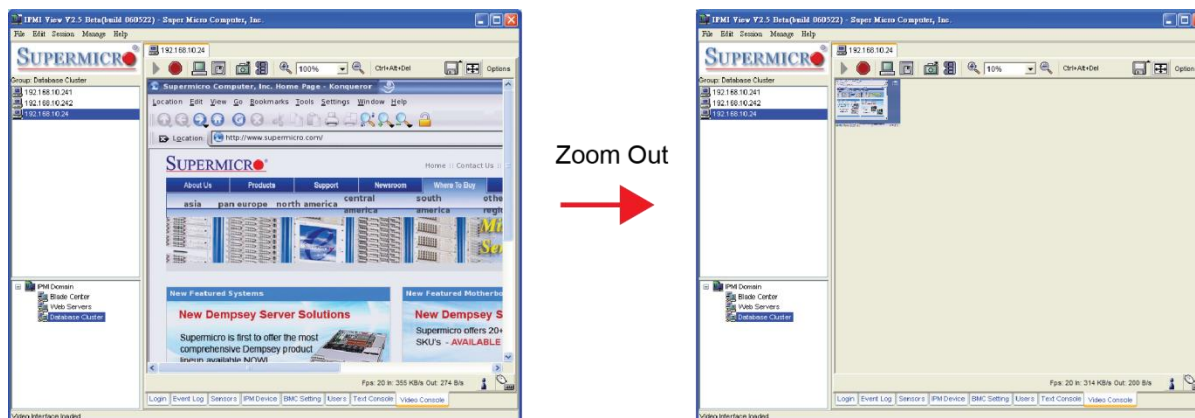 IPMI View V2.5 Beta(build 060522) - Super Micro Computer, Inc.
File Edit Session Manage Help
SUPERMICRO
192.168.10.24
100%
Ctrl+Alt+Del
Options
Group: Database Cluster
192.168.10.241
192.168.10.242
192.168.10.24
Supermicro Computer, Inc. Home Page - Konqueror
Location Edit View Go Bookmarks Tools Settings Window Help
Location http://www.supermicro.com/
SUPERMICRO
Home :: Contact Us ::
About Us Products Support Newsroom Where To Buy
asia pan europe north america central america south america
New Featured Systems
New Featured Motherbo
New Dempsey Server Solutions
New Dempsey S
Supermicro is first to offer the most
comprehensive Dempsey product
lineup available NOW!
Supermicro offers 20+
SKU's - AVAILABLE
IPMI Domain
Blade Center
Web Servers
Database Cluster
Fps: 20 In: 355 KB/s Out: 274 B/s
Login Event Log Sensors IPMI Device BMC Setting Users Text Console Video Console
Video Interface loaded
Zoom Out
IPMI View V2.5 Beta(build 060522) - Super Micro Computer, Inc.
File Edit Session Manage Help
SUPERMICRO
192.168.10.24
10%
Ctrl+Alt+Del
Option
Group: Database Cluster
192.168.10.241
192.168.10.242
192.168.10.24
IPMI Domain
Blade Center
Web Servers
Database Cluster
Fps: 20 In: 314 KB/s Out: 200 B/s
Login Event Log Sensors IPMI Device BMC Setting Users Text Console Video Console
Video Interface loaded